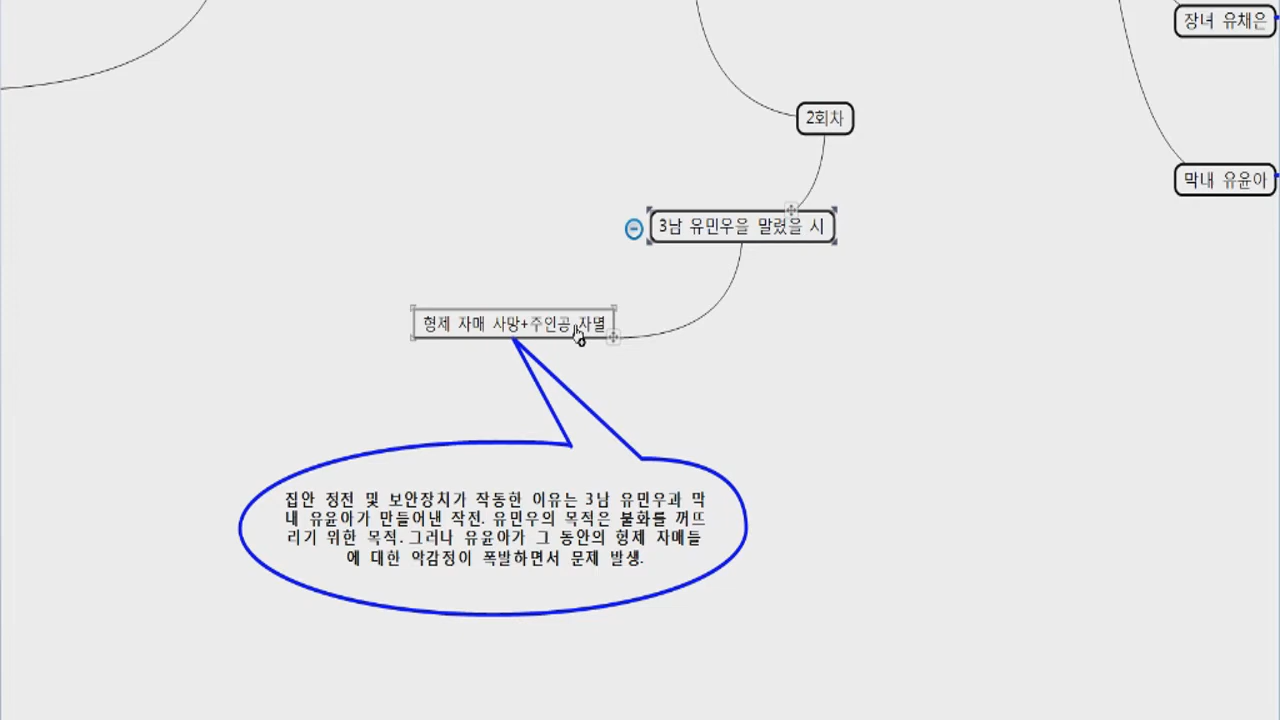 장녀 유채은
2회차
막내 유윤아
3남 유민우을 말렸을 시
형제 자매 사망+주인공 자멸
집안 정진 및 보안장치가 작동한 이유는 3남 유민우과 막
내 유윤아가 만들어낸 작전. 유민우의 목적은 불화를 꺼뜨
리기 위한 목적. 그러나 유윤아가 그 동안의 형제 자매들
에 대한 악감정이 폭발하면서 문제 발생.